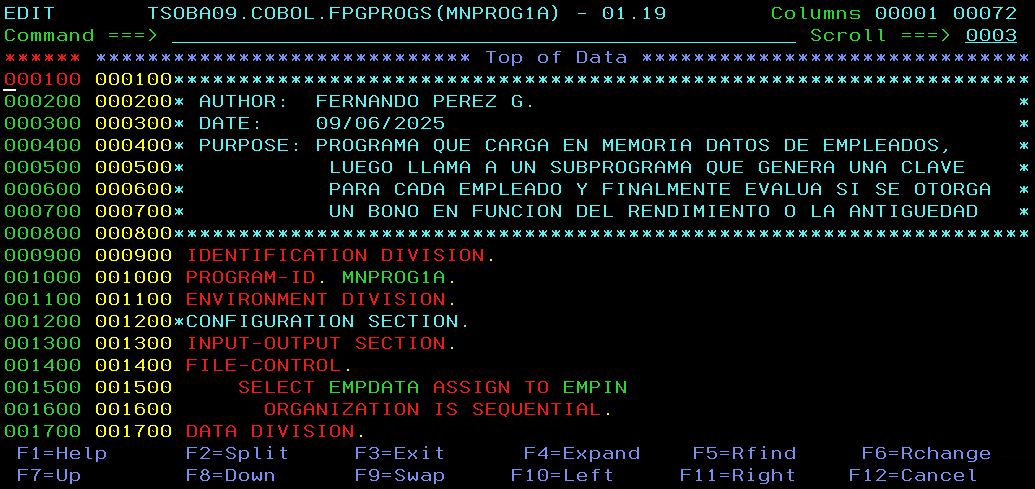 EDIT       TSOBA09.COBOL.FPGPROGS(MNPROG1A) - 01.19        Columns 00001 00072
Command ===> ________________________________________________ Scroll ===> 0003
****** ***************************** Top of Data ******************************
000100 000100******************************************************************
000200 000200* AUTHOR:  FERNANDO PEREZ G.                                     *
000300 000300* DATE:    09/06/2025                                            *
000400 000400* PURPOSE: PROGRAMA QUE CARGA EN MEMORIA DATOS DE EMPLEADOS,     *
000500 000500*           LUEGO LLAMA A UN SUBPROGRAMA QUE GENERA UNA CLAVE    *
000600 000600*           PARA CADA EMPLEADO Y FINALMENTE EVALUA SI SE OTORGA  *
000700 000700*           UN BONO EN FUNCION DEL RENDIMIENTO O LA ANTIGUEDAD   *
000800 000800******************************************************************
000900 000900 IDENTIFICATION DIVISION.
001000 001000 PROGRAM-ID. MNPROG1A.
001100 001100 ENVIRONMENT DIVISION.
001200 001200*CONFIGURATION SECTION.
001300 001300 INPUT-OUTPUT SECTION.
001400 001400 FILE-CONTROL.
001500 001500     SELECT EMPDATA ASSIGN TO EMPIN
001600 001600       ORGANIZATION IS SEQUENTIAL.
001700 001700 DATA DIVISION.
 F1=Help      F2=Split     F3=Exit      F4=Expand    F5=Rfind     F6=Rchange
 F7=Up        F8=Down      F9=Swap     F10=Left     F11=Right    F12=Cancel